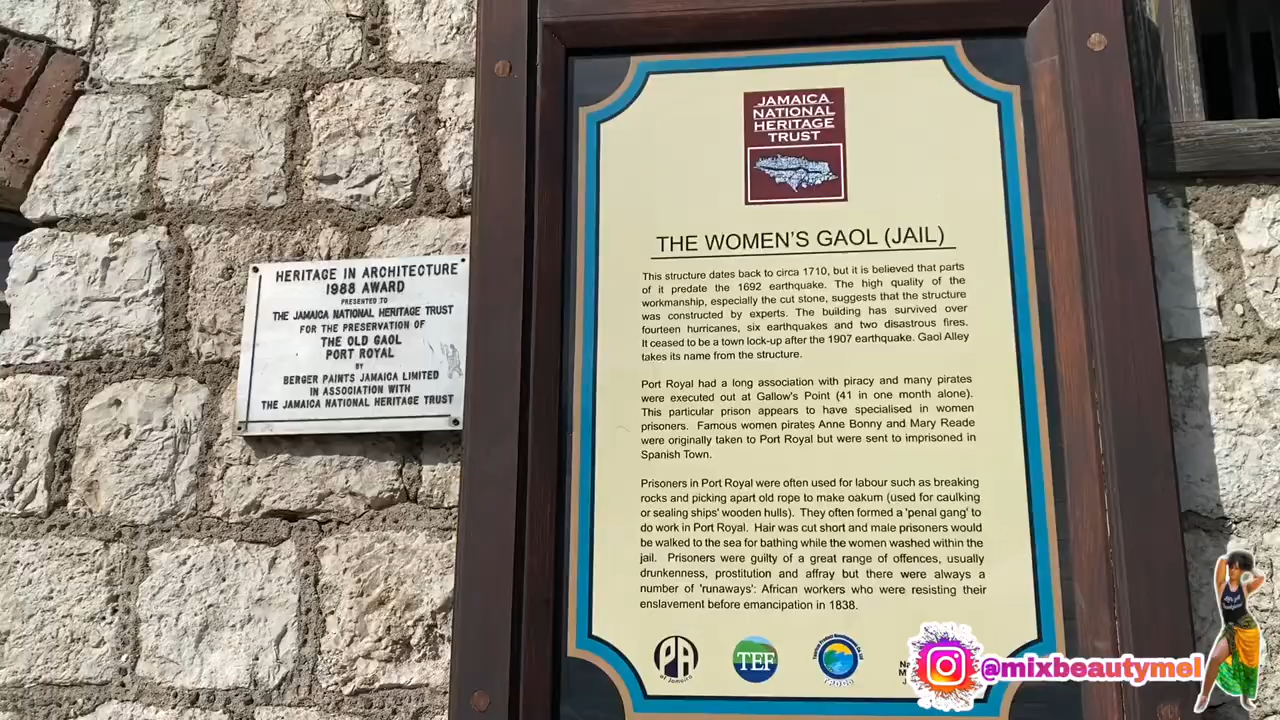 HERITAGE IN ARCHITECTURE
1988 AWARD
PRESENTED TO
THE JAMAICA NATIONAL HERITAGE TRUST
FOR THE PRESERVATION OF
THE OLD GAOL
PORT ROYAL
BY
BERGER PAINTS JAMAICA LIMITED
IN ASSOCIATION WITH
THE JAMAICA NATIONAL HERITAGE TRUST
JAMAICA
NATIONAL
HERITAGE
TRUST
THE WOMEN'S GAOL (JAIL)
This structure dates back to circa 1710, but it is believed that parts
of it predate the 1692 earthquake. The high quality of the
workmanship, especially the cut stone, suggests that the structure
was constructed by experts. The building has survived over
fourteen hurricanes, six earthquakes and two disastrous fires.
It ceased to be a town lock-up after the 1907 earthquake. Gaol Alley
takes its name from the structure.
Port Royal had a long association with piracy and many pirates
were executed out at Gallow's Point (41 in one month alone).
This particular prison appears to have specialised in women
prisoners. Famous women pirates Anne Bonny and Mary Reade
were originally taken to Port Royal but were sent to imprisoned in
Spanish Town.
Prisoners in Port Royal were often used for labour such as breaking
rocks and picking apart old rope to make oakum (used for caulking
or sealing ships' wooden hulls). They often formed a 'penal gang' to
do work in Port Royal. Hair was cut short and male prisoners would
be walked to the sea for bathing while the women washed within the
jail. Prisoners were guilty of a great range of offences, usually
drunkenness, prostitution and affray but there were always a
number of 'runaways': African workers who were resisting their
enslavement before emancipation in 1838.
PA
of Jamaica
TEF
@mixbeautymel